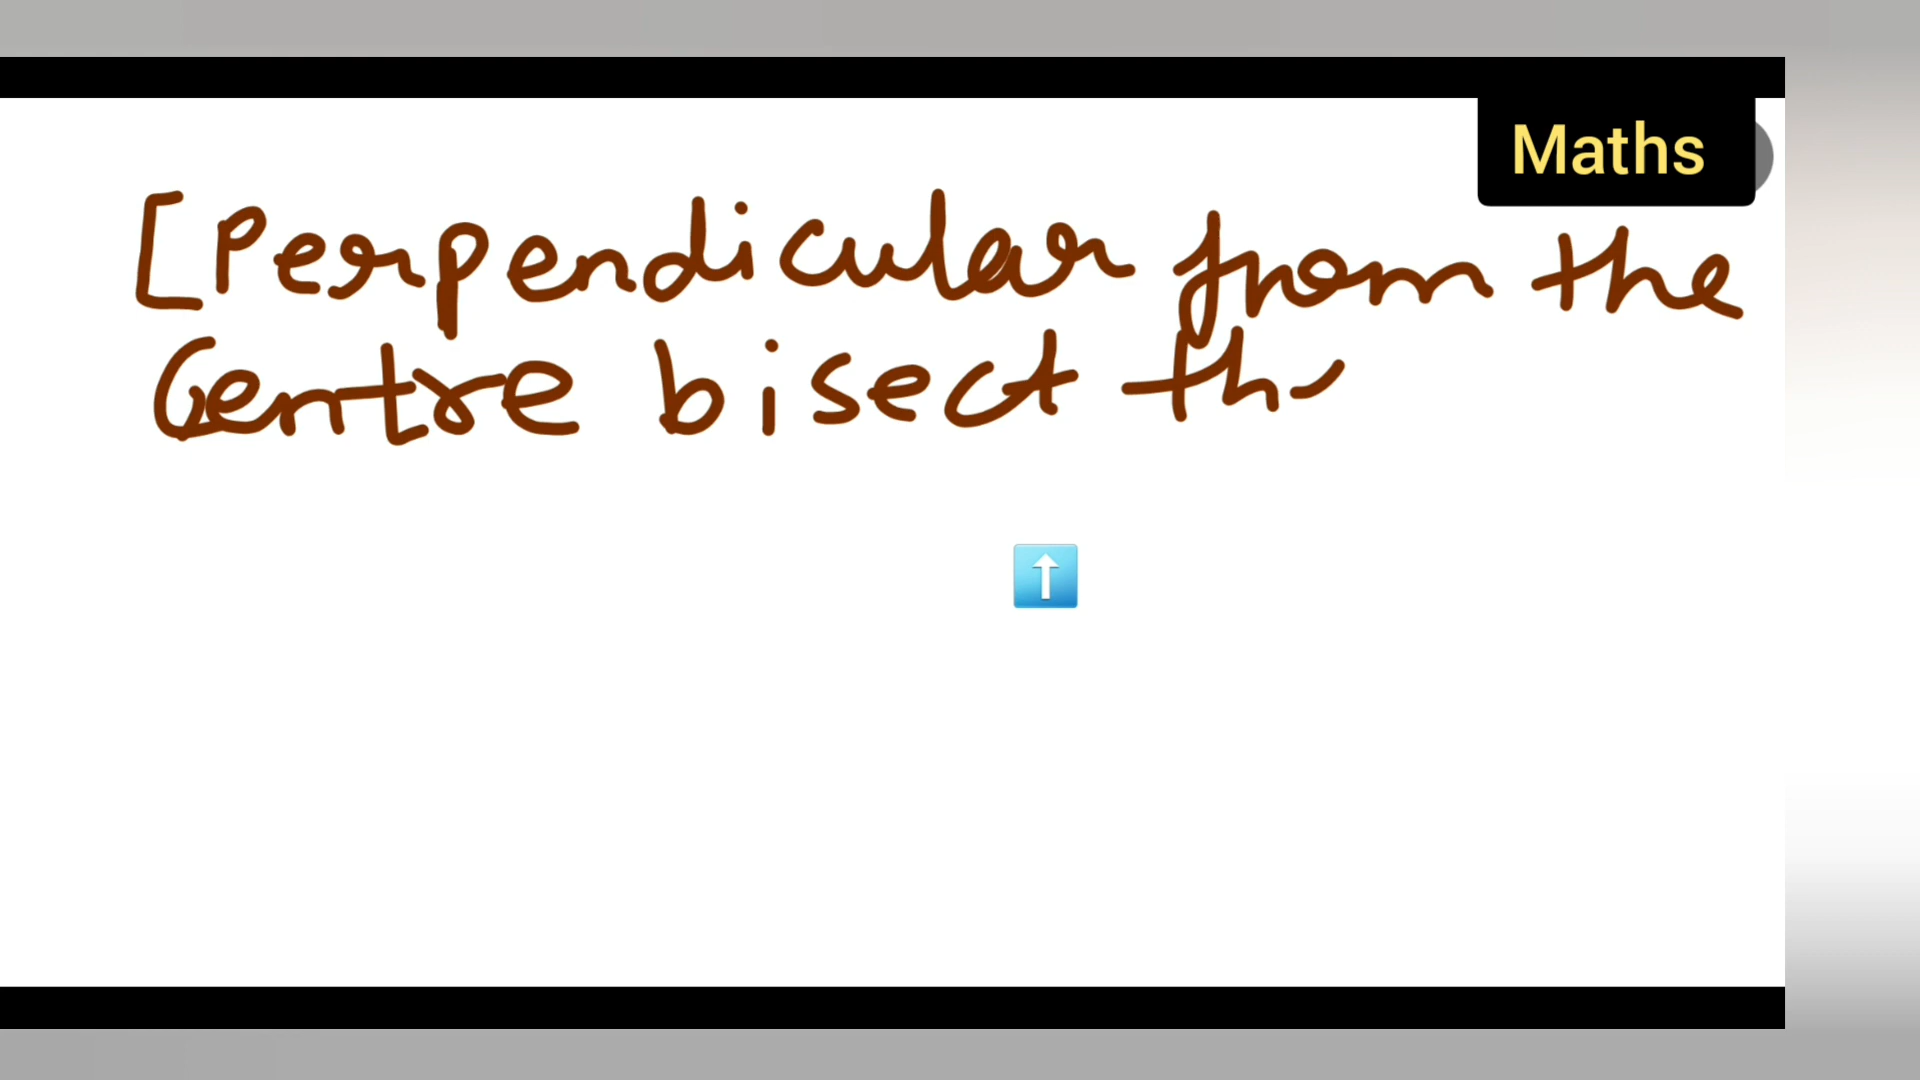 Maths
[Perpendicular from the
Centre bisect th